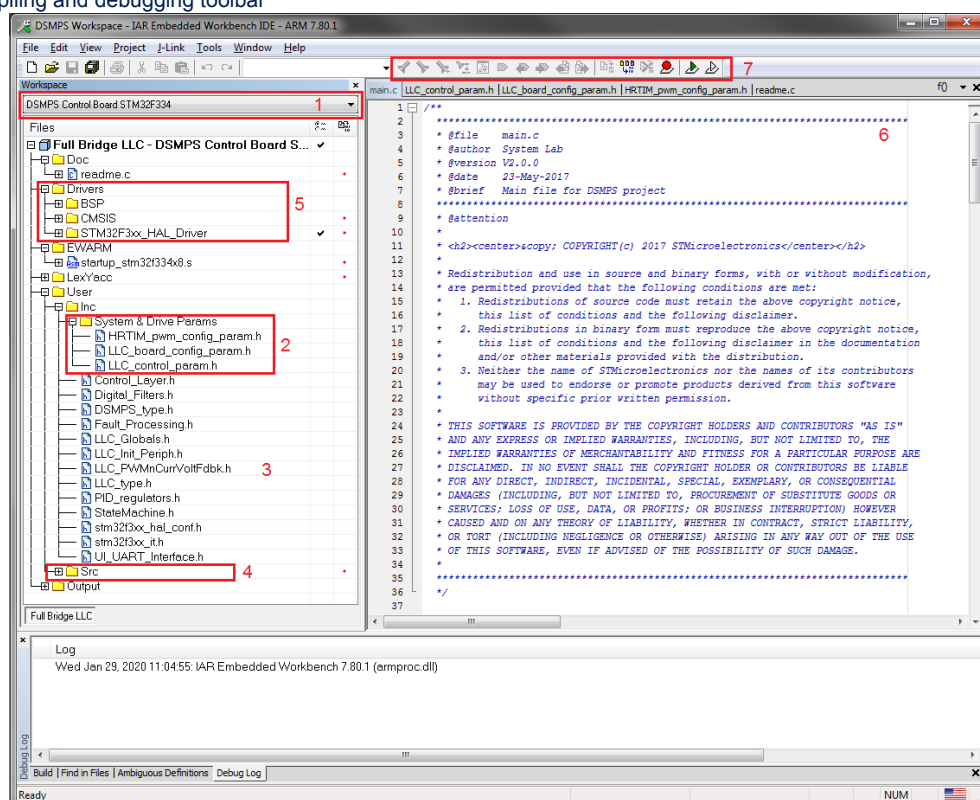 piling and debugging toolbar
DSMPS Workspace - IAR Embedded Workbench IDE - ARM 7.80.1
File Edit View Project J-Link Tools Window Help
7
Workspace
main.c LLC_control_param.h LLC_board_config_param.h HRTIM_pwm_config_param.h readme.c f()
DSMPS Control Board STM32F334 1
Files
Full Bridge LLC - DSMPS Control Board S...
Doc
readme.c
Drivers
BSP
5
CMSIS
STM32F3xx_HAL_Driver
EWARM
startup_stm32f334x8.s
LexYacc
User
Inc
System & Drive Params
HRTIM_pwm_config_param.h
LLC_board_config_param.h
2
LLC_control_param.h
Control_Layer.h
Digital_Filters.h
DSMPS_type.h
Fault_Processing.h
LLC_Globals.h
LLC_Init_Periph.h
LLC_PWMnCurrVoltFdbk.h
3
LLC_type.h
PID_regulators.h
StateMachine.h
stm32f3xx_hal_conf.h
stm32f3xx_it.h
UI_UART_Interface.h
Src 4
Output
Full Bridge LLC
6
1 /**
2 ******************************************************************************
3 * @file main.c
4 * @author System Lab
5 * @version V2.0.0
6 * @date 23-May-2017
7 * @brief Main file for DSMPS project
8 ******************************************************************************
9 * @attention
10 *
11 * <h2><center>&copy; COPYRIGHT(c) 2017 STMicroelectronics</center></h2>
12 *
13 * Redistribution and use in source and binary forms, with or without modification,
14 * are permitted provided that the following conditions are met:
15 * 1. Redistributions of source code must retain the above copyright notice,
16 * this list of conditions and the following disclaimer.
17 * 2. Redistributions in binary form must reproduce the above copyright notice,
18 * this list of conditions and the following disclaimer in the documentation
19 * and/or other materials provided with the distribution.
20 * 3. Neither the name of STMicroelectronics nor the names of its contributors
21 * may be used to endorse or promote products derived from this software
22 * without specific prior written permission.
23 *
24 * THIS SOFTWARE IS PROVIDED BY THE COPYRIGHT HOLDERS AND CONTRIBUTORS "AS IS"
25 * AND ANY EXPRESS OR IMPLIED WARRANTIES, INCLUDING, BUT NOT LIMITED TO, THE
26 * IMPLIED WARRANTIES OF MERCHANTABILITY AND FITNESS FOR A PARTICULAR PURPOSE ARE
27 * DISCLAIMED. IN NO EVENT SHALL THE COPYRIGHT HOLDER OR CONTRIBUTORS BE LIABLE
28 * FOR ANY DIRECT, INDIRECT, INCIDENTAL, SPECIAL, EXEMPLARY, OR CONSEQUENTIAL
29 * DAMAGES (INCLUDING, BUT NOT LIMITED TO, PROCUREMENT OF SUBSTITUTE GOODS OR
30 * SERVICES; LOSS OF USE, DATA, OR PROFITS; OR BUSINESS INTERRUPTION) HOWEVER
31 * CAUSED AND ON ANY THEORY OF LIABILITY, WHETHER IN CONTRACT, STRICT LIABILITY,
32 * OR TORT (INCLUDING NEGLIGENCE OR OTHERWISE) ARISING IN ANY WAY OUT OF THE USE
33 * OF THIS SOFTWARE, EVEN IF ADVISED OF THE POSSIBILITY OF SUCH DAMAGE.
34 *
35 ******************************************************************************
36 */
37
Log
Wed Jan 29, 2020 11:04:55: IAR Embedded Workbench 7.80.1 (armproc.dll)
Debug Log
Build Find in Files Ambiguous Definitions Debug Log
Ready NUM